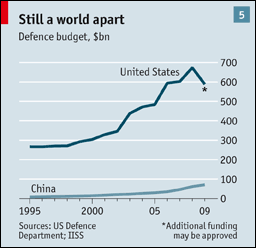 Still a world apart
5
Defence budget, $bn
United States
700
600
*
500
400
300
200
China
100
0
1995
2000
05
09
Sources: US Defence
Department; IISS
*Additional funding
may be approved